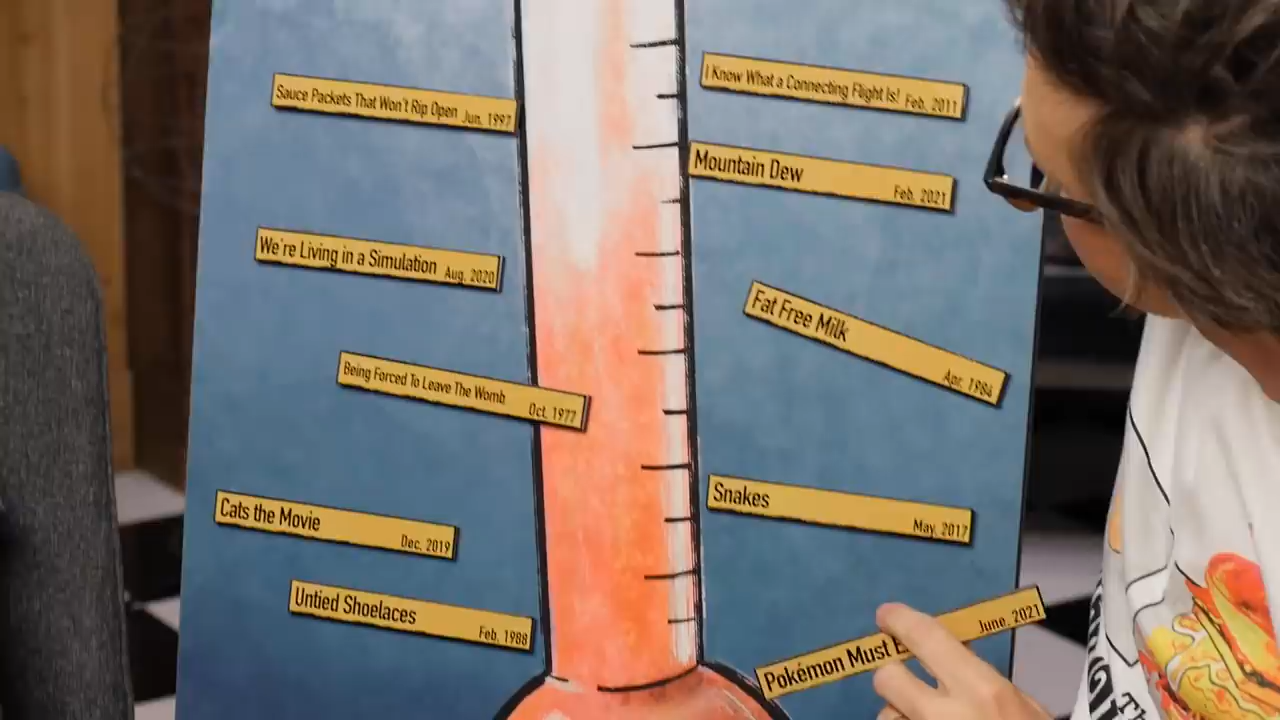 Sauce Packets That Won't Rip Open Jun. 1997
I Know What a Connecting Flight Is! Feb. 2011
Mountain Dew
Feb. 2021
We're Living in a Simulation Aug. 2020
Fat Free Milk
Apr. 1984
Being Forced To Leave The Womb
Oct. 1977
Snakes
May. 2017
Cats the Movie
Dec. 2019
Untied Shoelaces
Feb. 1988
June, 2021
Pokémon Must